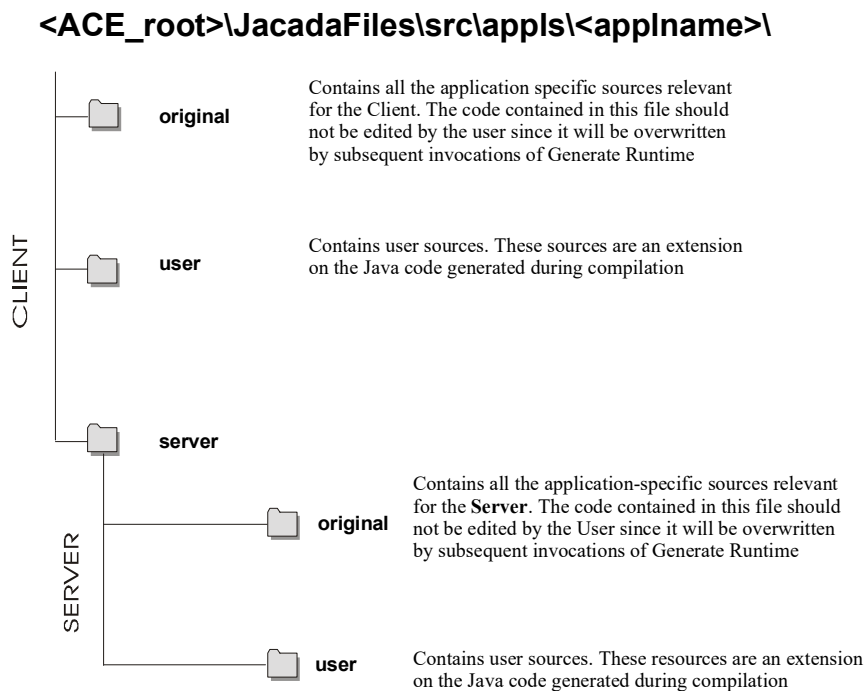 <ACE_root>\JacadaFiles\src\appls\<applname>\
original
Contains all the application specific sources relevant
for the Client. The code contained in this file should
not be edited by the user since it will be overwritten
by subsequent invocations of Generate Runtime
CLIENT
user
Contains user sources. These sources are an extension
on the Java code generated during compilation
server
SERVER
original
Contains all the application-specific sources relevant
for the Server. The code contained in this file should
not be edited by the User since it will be overwritten
by subsequent invocations of Generate Runtime
user
Contains user sources. These resources are an extension
on the Java code generated during compilation